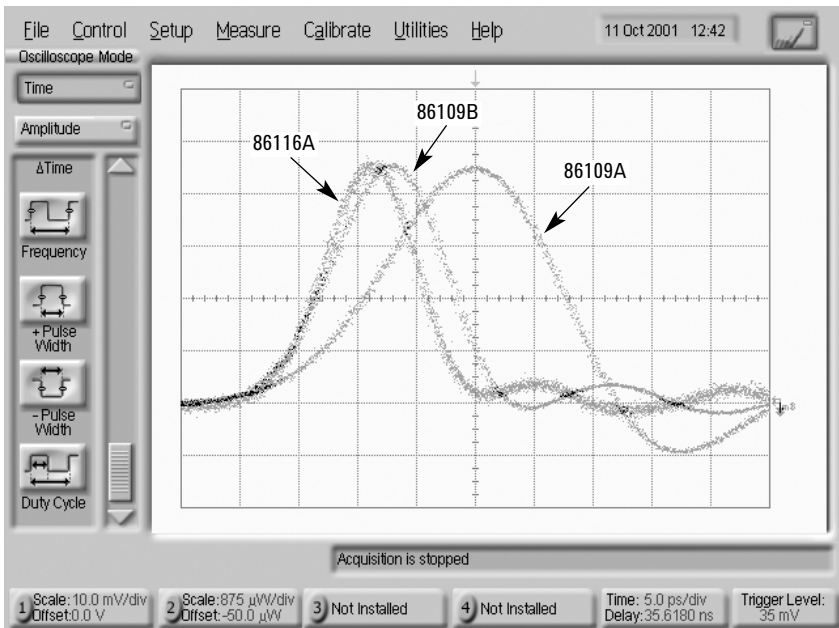 File Control Setup Measure Calibrate Utilities Help 11 Oct 2001 12:42
Oscilloscope Mode
Time
Amplitude
ΔTime
Frequency
+ Pulse
Width
- Pulse
Width
Duty Cycle
86116A
86109B
86109A
Acquisition is stopped
1 Scale: 10.0 mV/div
Offset: 0.0 V
2 Scale: 875 µW/div
Offset: -50.0 µW
3 Not Installed
4 Not Installed
Time: 5.0 ps/div
Delay: 35.6180 ns
Trigger Level:
35 mV